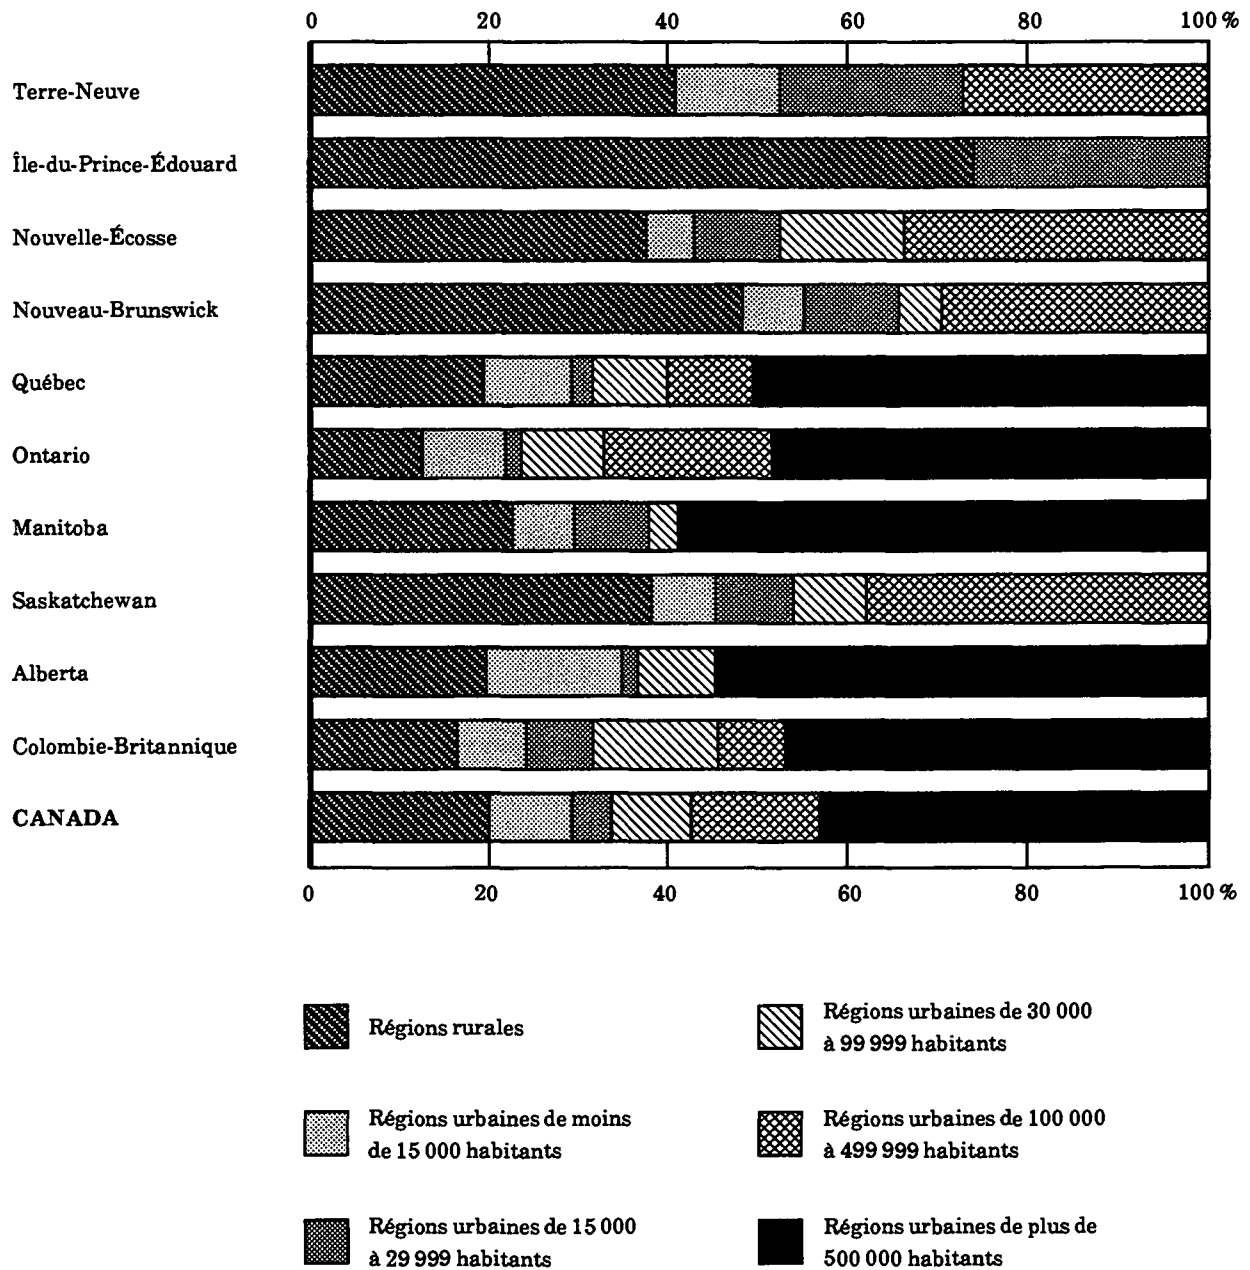 0 20 40 60 80 100 %
Terre-Neuve
Île-du-Prince-Édouard
Nouvelle-Écosse
Nouveau-Brunswick
Québec
Ontario
Manitoba
Saskatchewan
Alberta
Colombie-Britannique
CANADA
0 20 40 60 80 100 %
Régions rurales
Régions urbaines de moins
de 15 000 habitants
Régions urbaines de 15 000
à 29 999 habitants
Régions urbaines de 30 000
à 99 999 habitants
Régions urbaines de 100 000
à 499 999 habitants
Régions urbaines de plus de
500 000 habitants